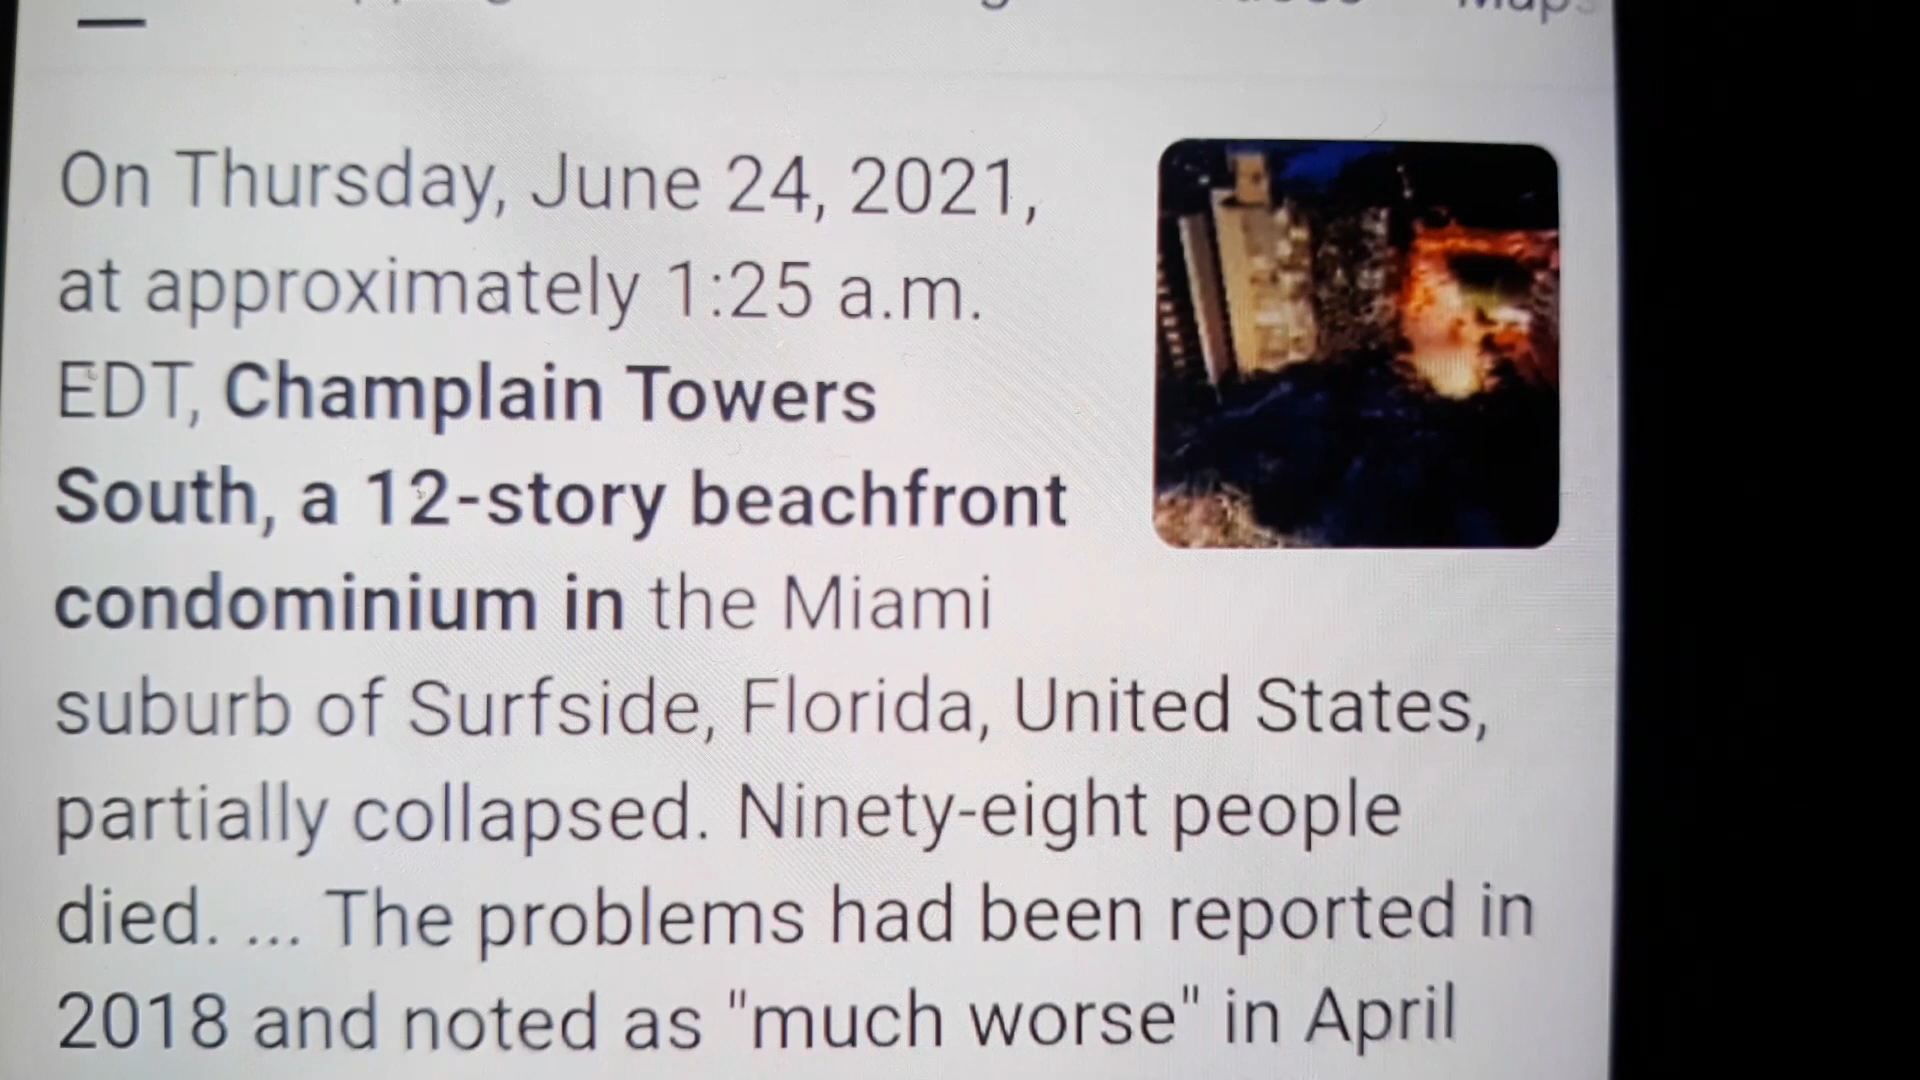 On Thursday, June 24, 2021,
at approximately 1:25 a.m.
EDT, Champlain Towers
South, a 12-story beachfront
condominium in the Miami
suburb of Surfside, Florida, United States,
partially collapsed. Ninety-eight people
died. ... The problems had been reported in
2018 and noted as "much worse" in April